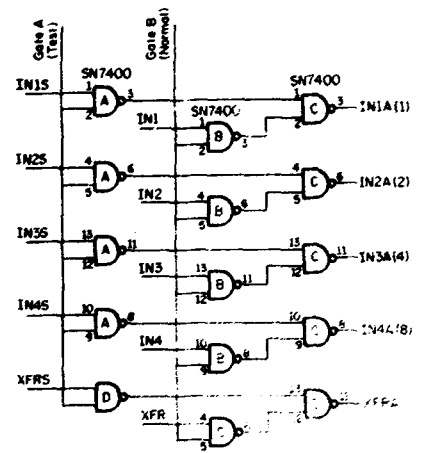 Gate A
(Test)
Gate B
(Normal)
SN7400
SN7400
SN7400
IN1S
1
2
A
3
IN1
1
2
B
3
1
2
C
3
IN1A(1)
IN2S
4
5
A
6
IN2
4
5
B
6
4
5
C
6
IN2A(2)
IN3S
13
12
A
11
IN3
13
12
B
11
13
12
C
11
IN3A(4)
IN4S
10
9
A
8
IN4
10
9
B
8
10
9
8
IN4A(8)
XFRS
D
XFR
4
5